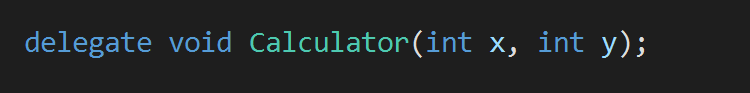 delegate void Calculator(int x, int y);